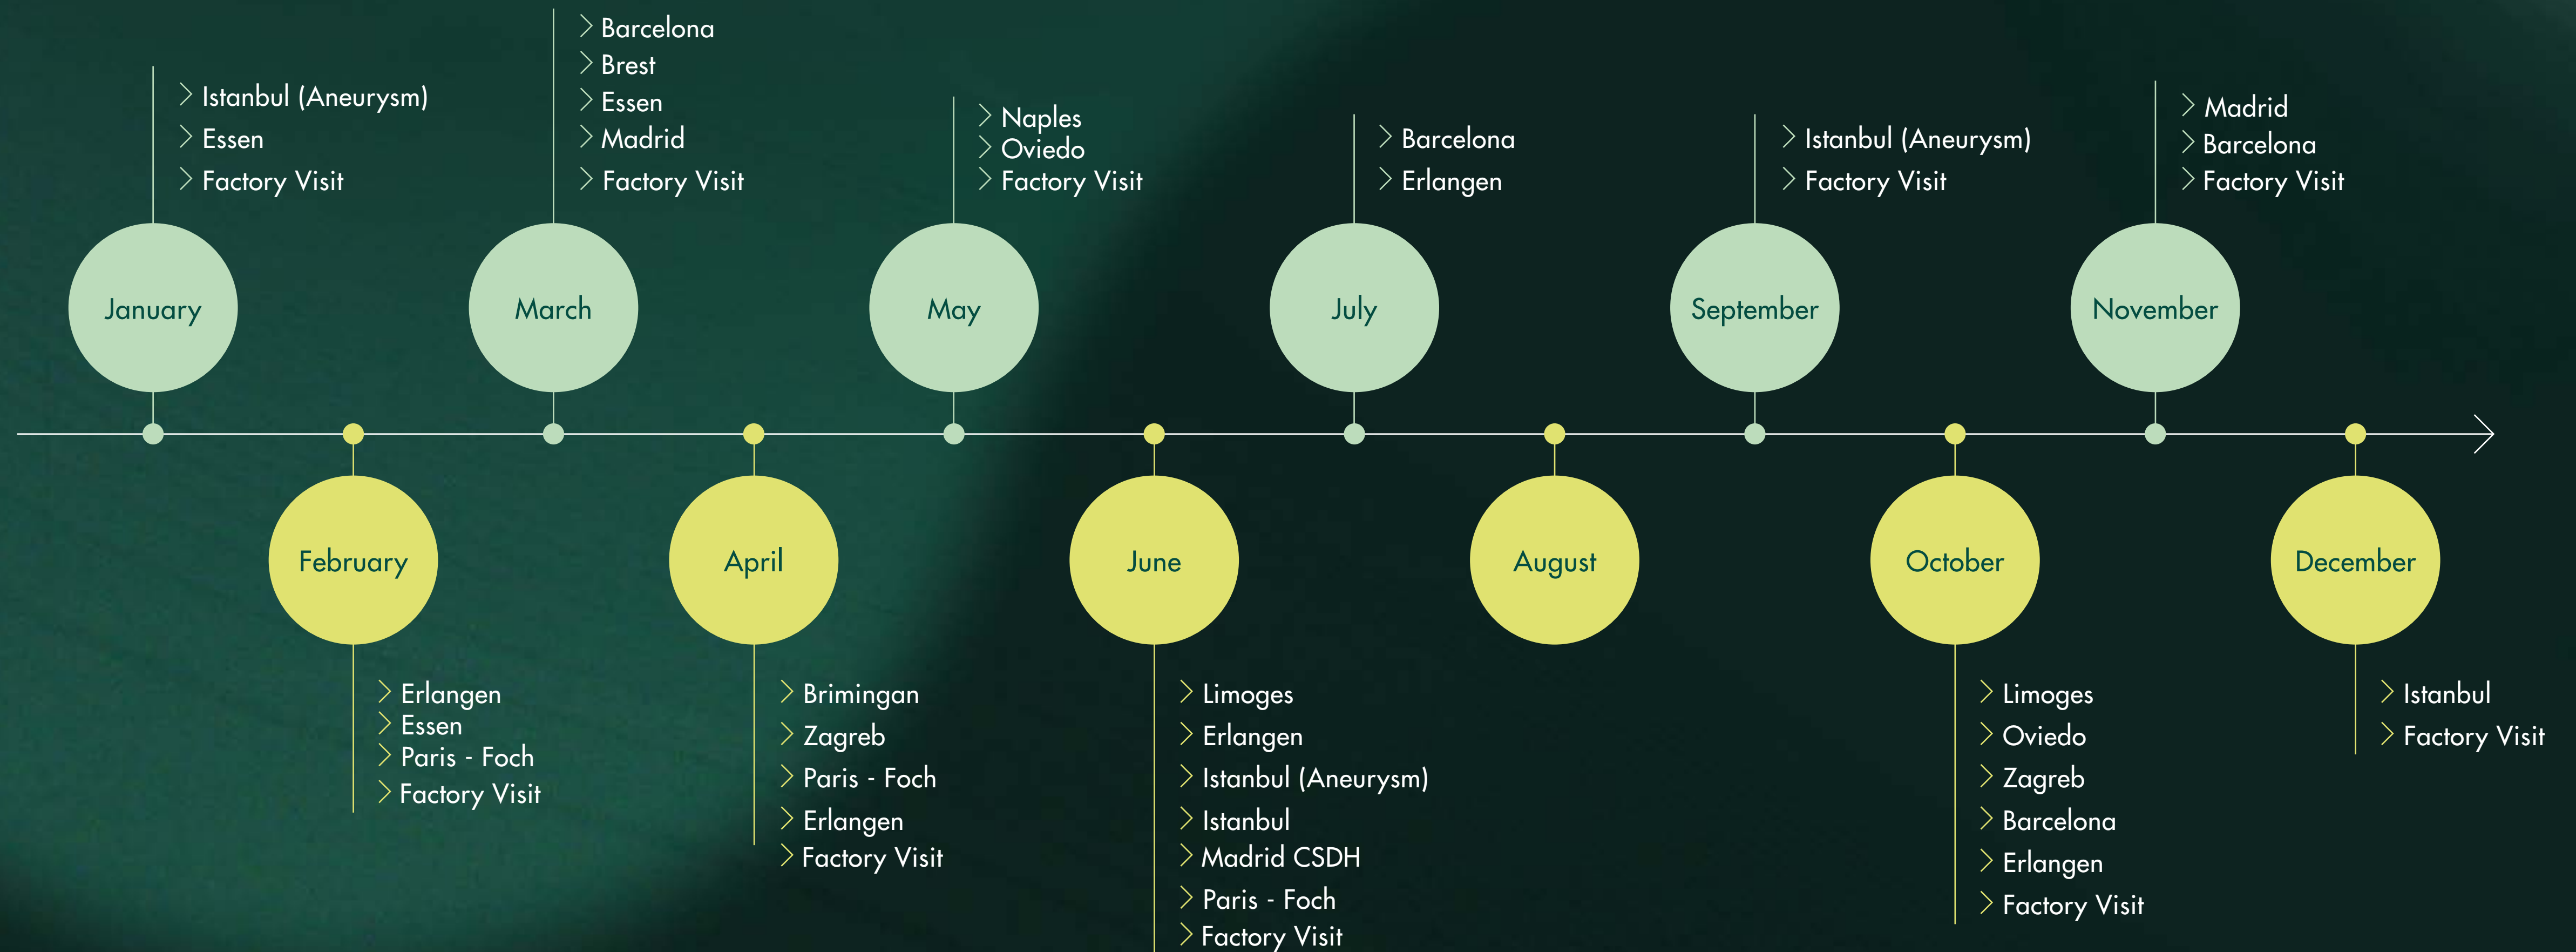 January
> Istanbul (Aneurysm)
> Essen
> Factory Visit
February
> Erlangen
> Essen
> Paris - Foch
> Factory Visit
March
> Barcelona
> Brest
> Essen
> Madrid
> Factory Visit
April
> Brimingan
> Zagreb
> Paris - Foch
> Erlangen
> Factory Visit
May
> Naples
> Oviedo
> Factory Visit
June
> Limoges
> Erlangen
> Istanbul (Aneurysm)
> Istanbul
> Madrid CSDH
> Paris - Foch
> Factory Visit
July
> Barcelona
> Erlangen
August
September
> Istanbul (Aneurysm)
> Factory Visit
October
> Limoges
> Oviedo
> Zagreb
> Barcelona
> Erlangen
> Factory Visit
November
> Madrid
> Barcelona
> Factory Visit
December
> Istanbul
> Factory Visit